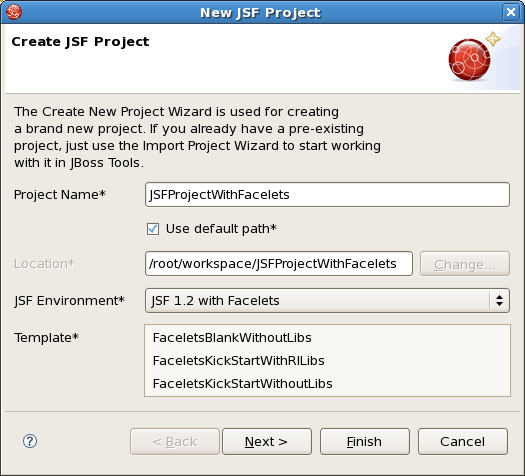 New JSF Project
Create JSF Project
The Create New Project Wizard is used for creating
a brand new project. If you already have a pre-existing
project, just use the Import Project Wizard to start working
with it in JBoss Tools.
Project Name* JSFProjectWithFacelets
Use default path*
Location* /root/workspace/JSFProjectWithFacelets Change...
JSF Environment* JSF 1.2 with Facelets
Template* FaceletsBlankWithoutLibs
FaceletsKickStartWithRILibs
FaceletsKickStartWithoutLibs
? < Back Next > Finish Cancel